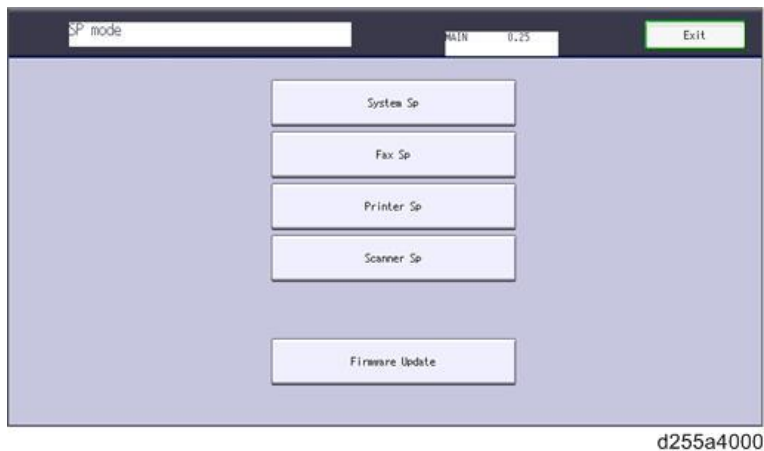 SP mode
MAIN 0.25
Exit
System Sp
Fax Sp
Printer Sp
Scanner Sp
Firmware Update
d255a4000